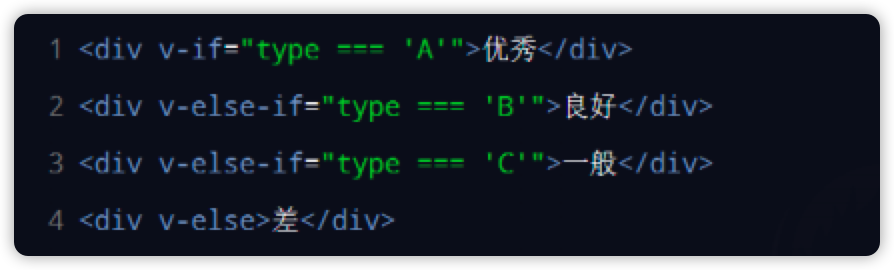 1 <div v-if="type === 'A'">优秀</div>
2 <div v-else-if="type === 'B'">良好</div>
3 <div v-else-if="type === 'C'">一般</div>
4 <div v-else>差</div>